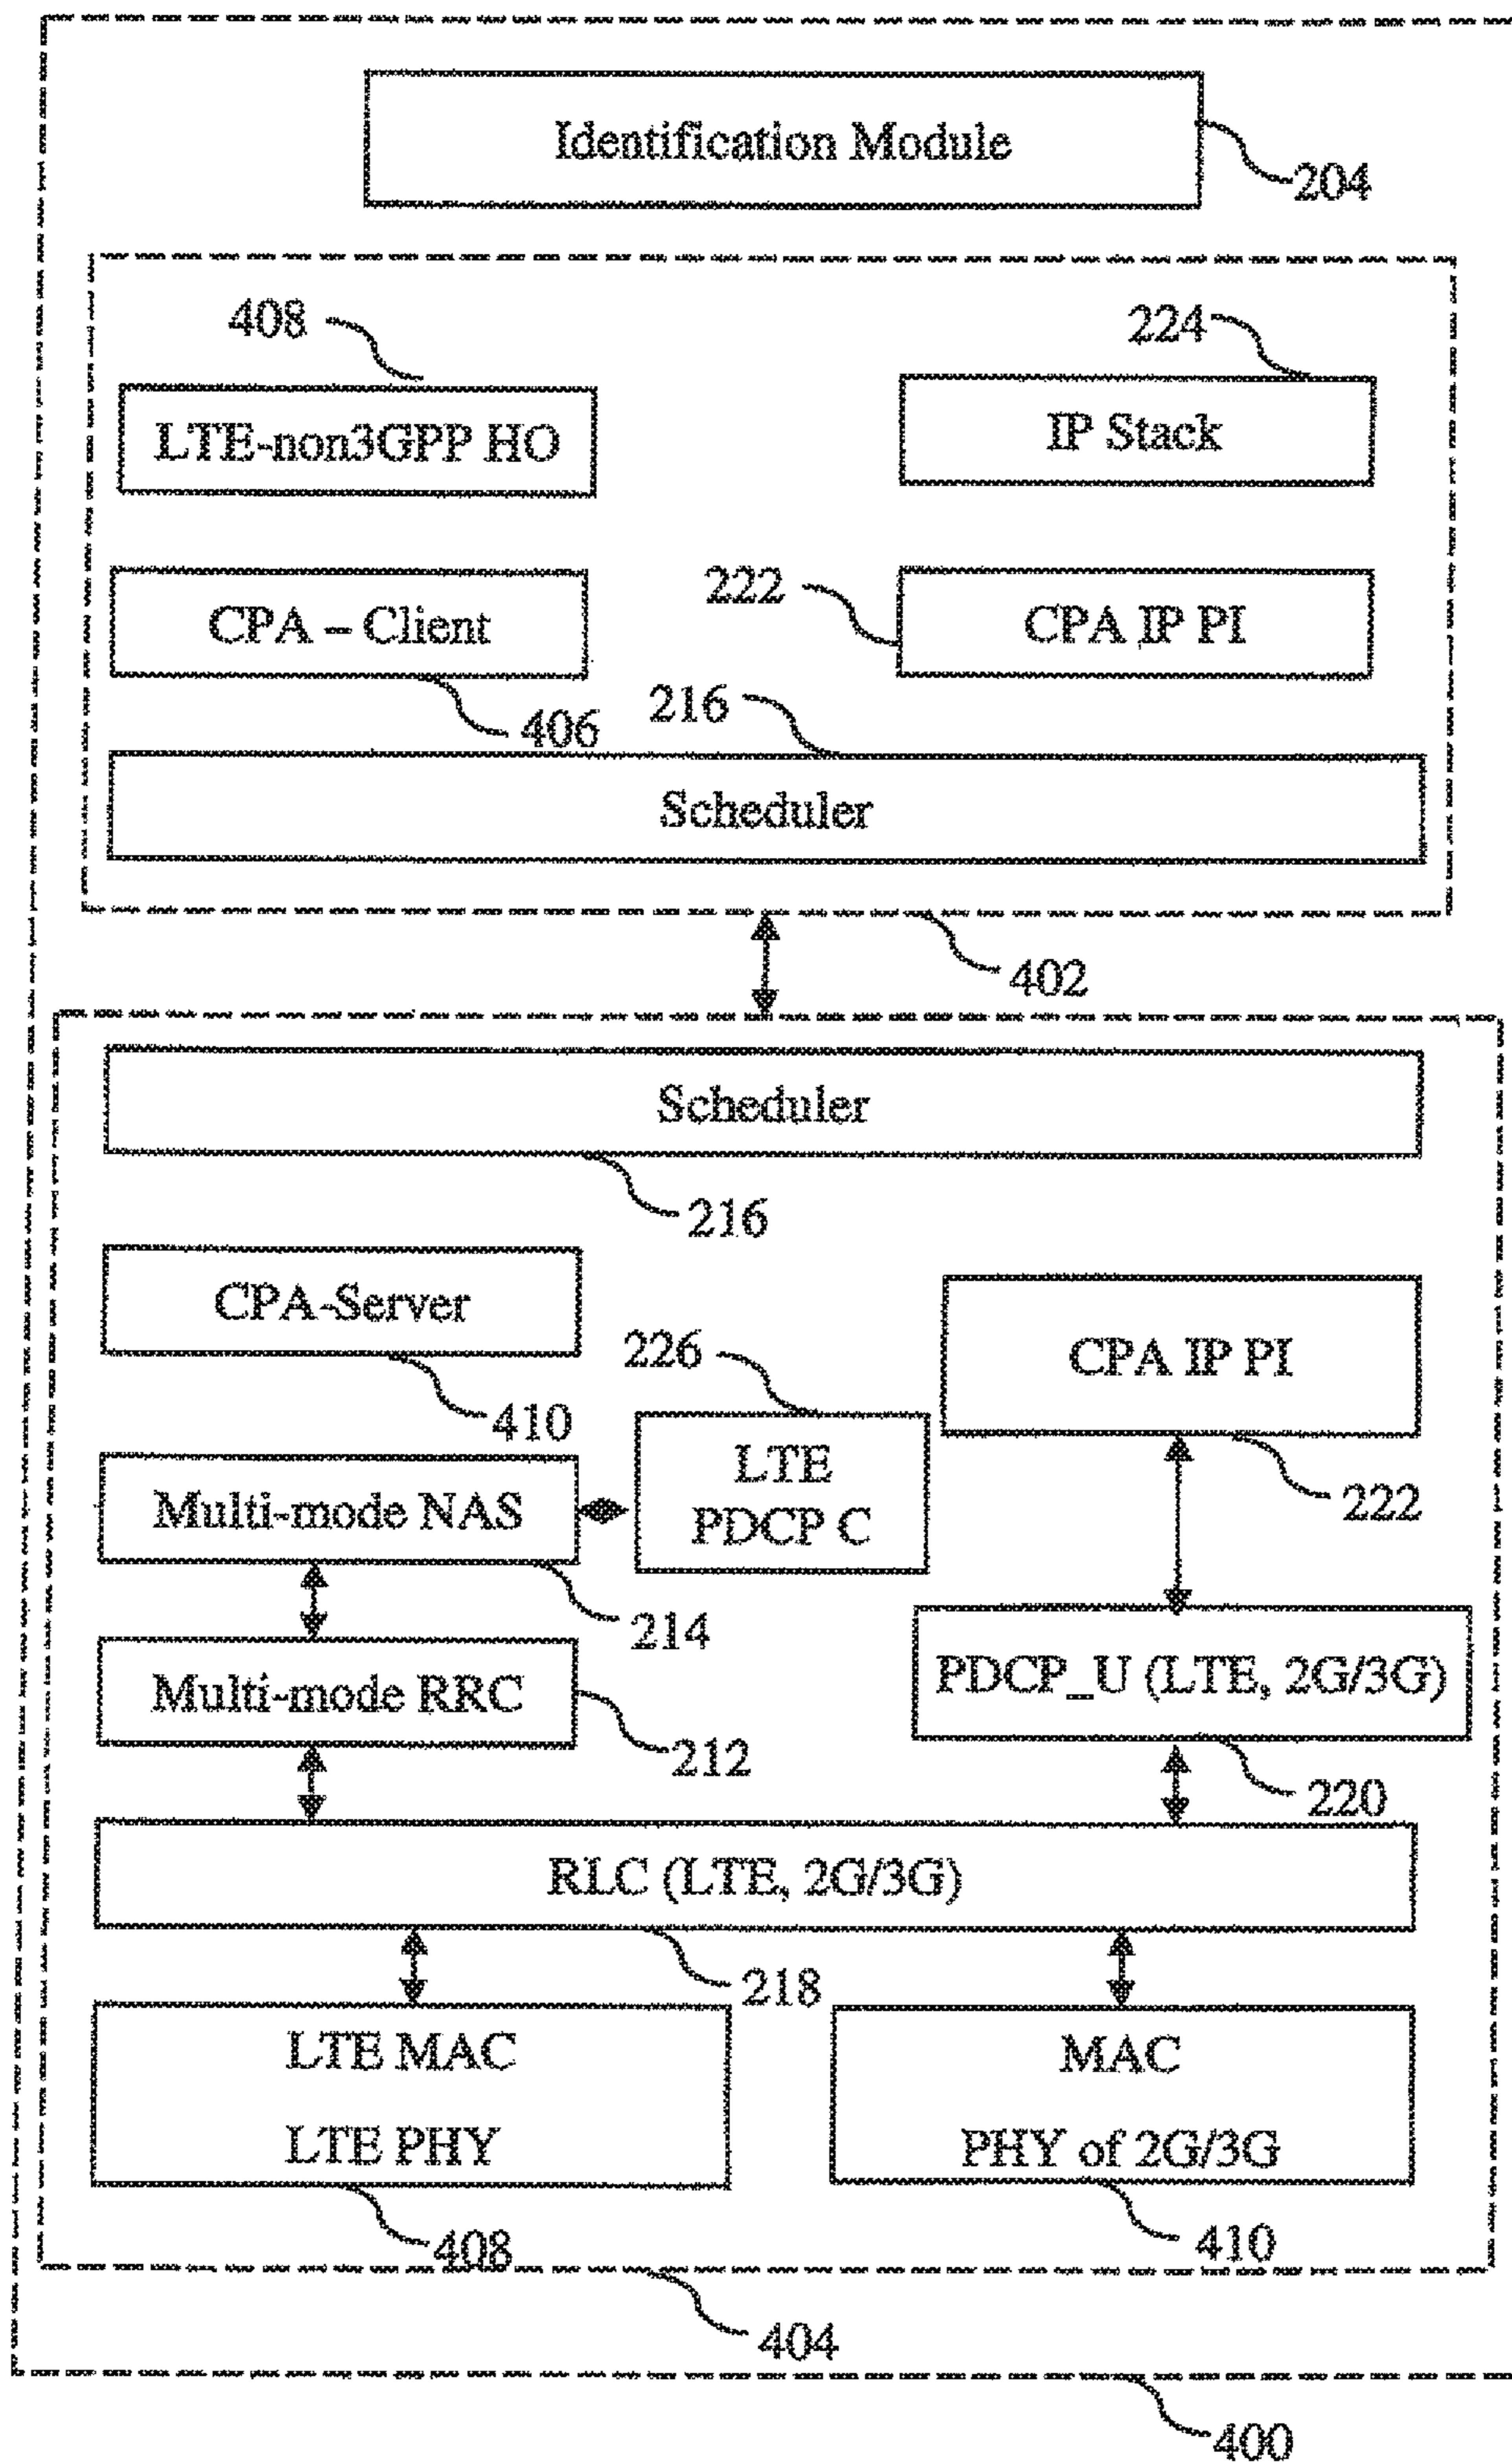 Identification Module
204
408
224
LTE-non3GPP HO
IP Stack
222
CPA – Client
CPA IP PI
216
406
Scheduler
402
Scheduler
216
CPA-Server
226
CPA IP PI
410
LTE
PDCP C
222
Multi-mode NAS
214
PDCP_U (LTE, 2G/3G)
Multi-mode RRC
212
220
RLC (LTE, 2G/3G)
218
LTE MAC
LTE PHY
MAC
PHY of 2G/3G
408
410
404
400